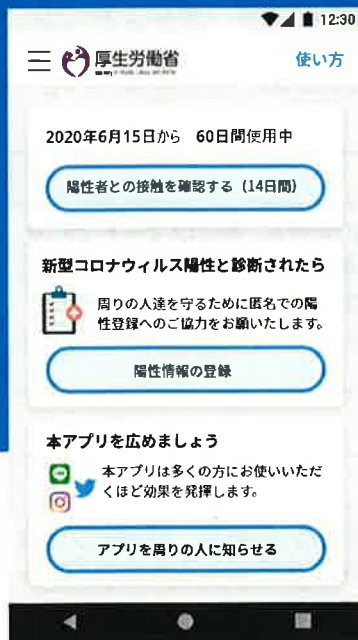 12:30
厚生労働省
使い方
2020年6月15日から 60日間使用中
陽性者との接触を確認する（14日間）
新型コロナウィルス陽性と診断されたら
周りの人達を守るために匿名での陽
性登録へのご協力をお願いたします。
陽性情報の登録
本アプリを広めましょう
本アプリは多くの方にお使いいただ
くほど効果を発揮します。
アプリを周りの人に知らせる